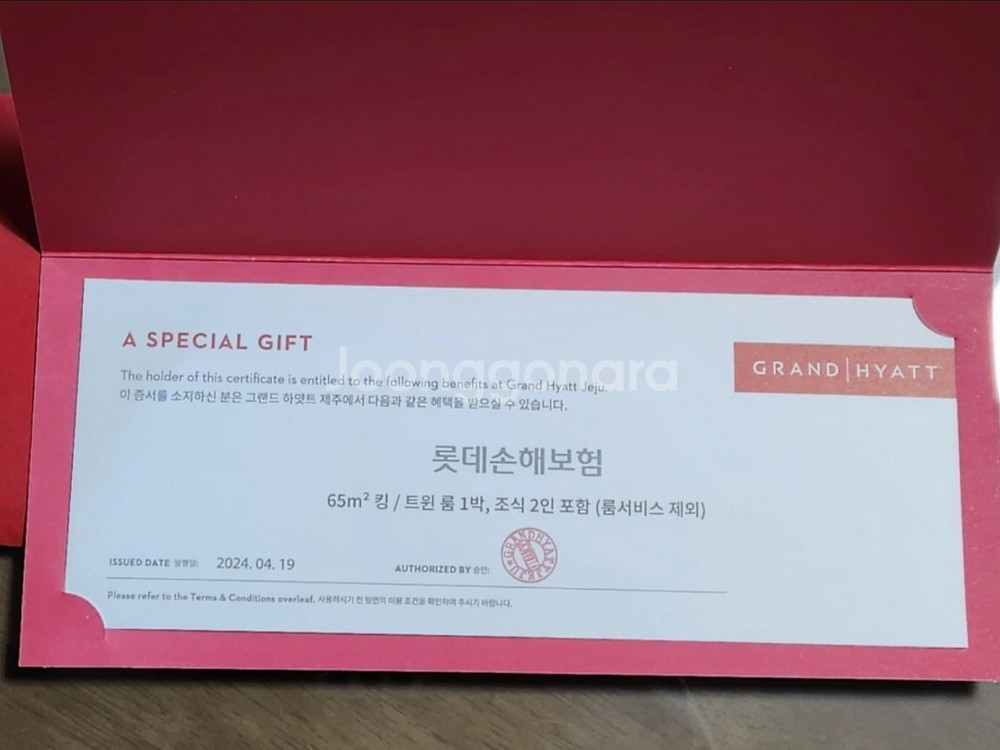 A SPECIAL GIFT
joonggonara
GRAND|HYATT
The holder of this certificate is entitled to the following benefits at Grand Hyatt Jeju.
이 증서를 소지하신 분은 그랜드 하얏트 제주에서 다음과 같은 혜택을 받으실 수 있습니다.
롯데손해보험
65m² 킹 / 트윈 룸 1박, 조식 2인 포함 (룸서비스 제외)
ISSUED DATE 발행일: 2024. 04. 19
AUTHORIZED BY 승인:
GRAND HYATT JEJU
Please refer to the Terms & Conditions overleaf. 사용하시기 전 뒷면의 이용 조건을 확인하여 주시기 바랍니다.